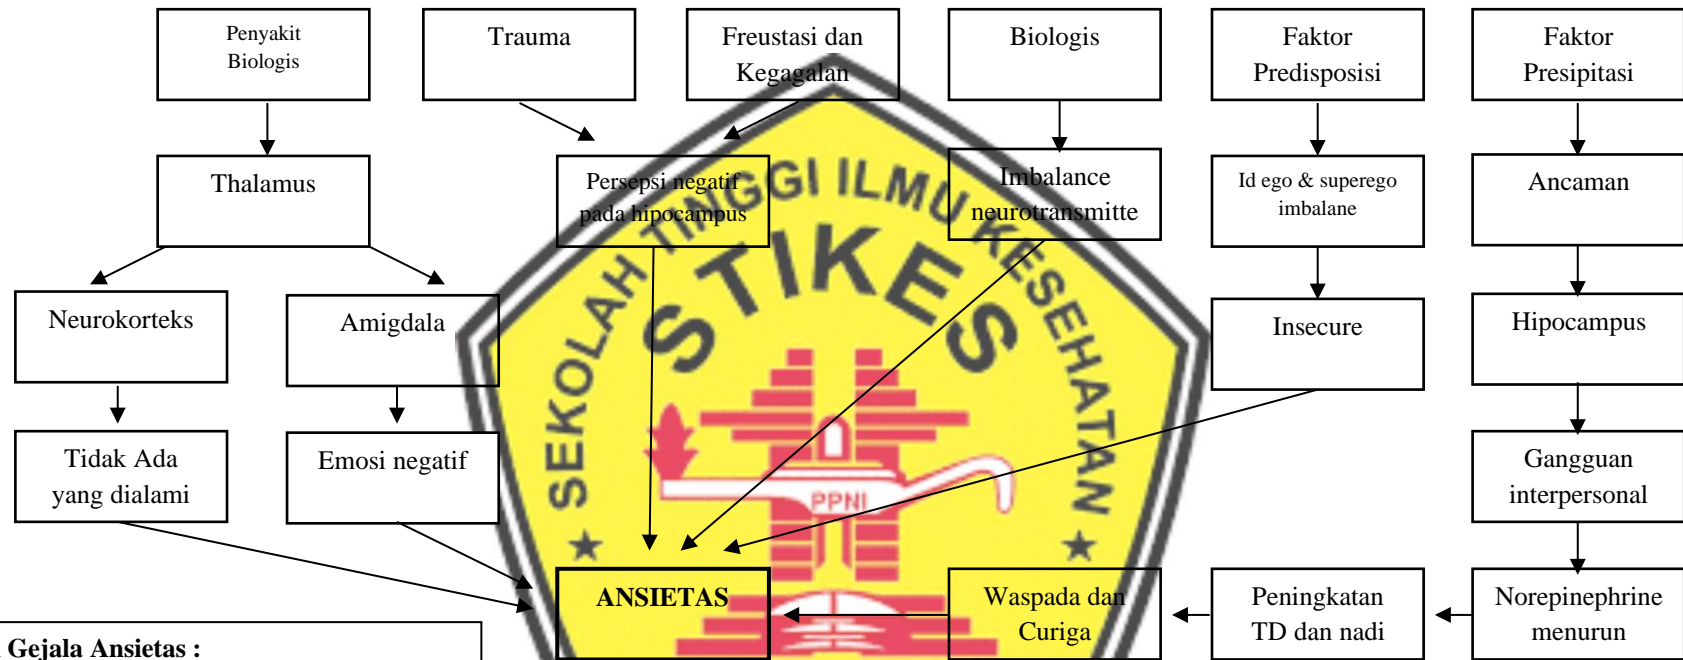 Penyakit
Biologis
Trauma
Freustasi dan
Kegagalan
Biologis
Faktor
Predisposisi
Faktor
Presipitasi
Thalamus
Persepsi negatif
pada hipocampus
Imbalance
neurotransmitte
Id ego & superego
imbalane
Ancaman
SEKOLAH TINGGI ILMU KESEHATAN
STIKES
Neurokorteks
Amigdala
Insecure
Hipocampus
Tidak Ada
yang dialami
Emosi negatif
PPNI
Gangguan
interpersonal
ANSIETAS
Waspada dan
Curiga
Peningkatan
TD dan nadi
Norepinephrine
menurun
Gejala Ansietas :